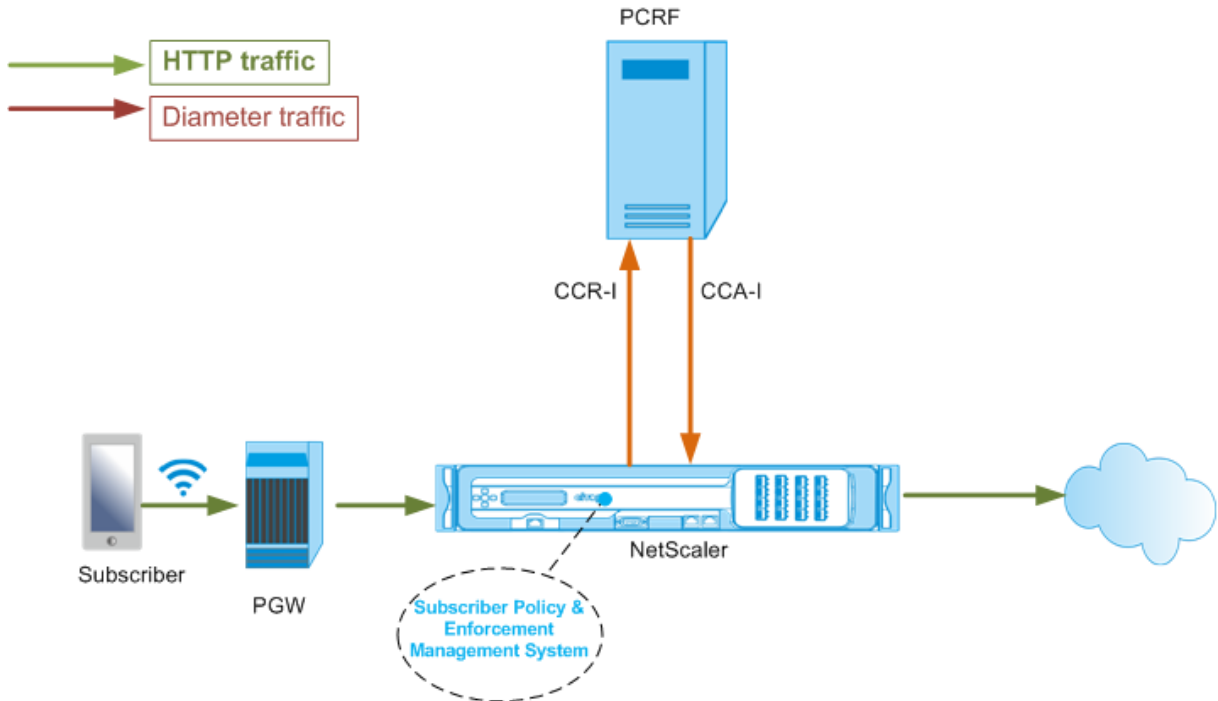 PCRF
HTTP traffic
Diameter traffic
CCR-I
CCA-I
NetScaler
Subscriber
PGW
Subscriber Policy &
Enforcement
Management System